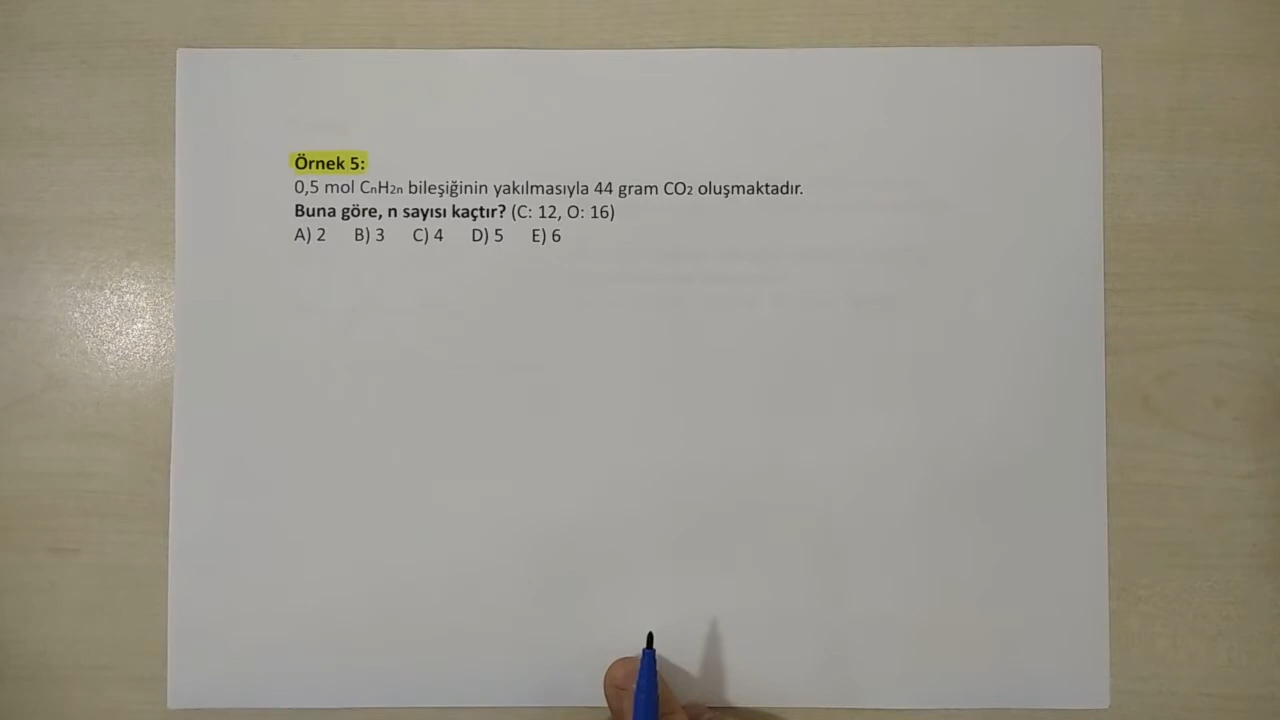 Örnek 5:
0,5 mol CnH2n bileşiğinin yakılmasıyla 44 gram CO2 oluşmaktadır.
Buna göre, n sayısı kaçtır? (C: 12, O: 16)
A) 2 B) 3 C) 4 D) 5 E) 6